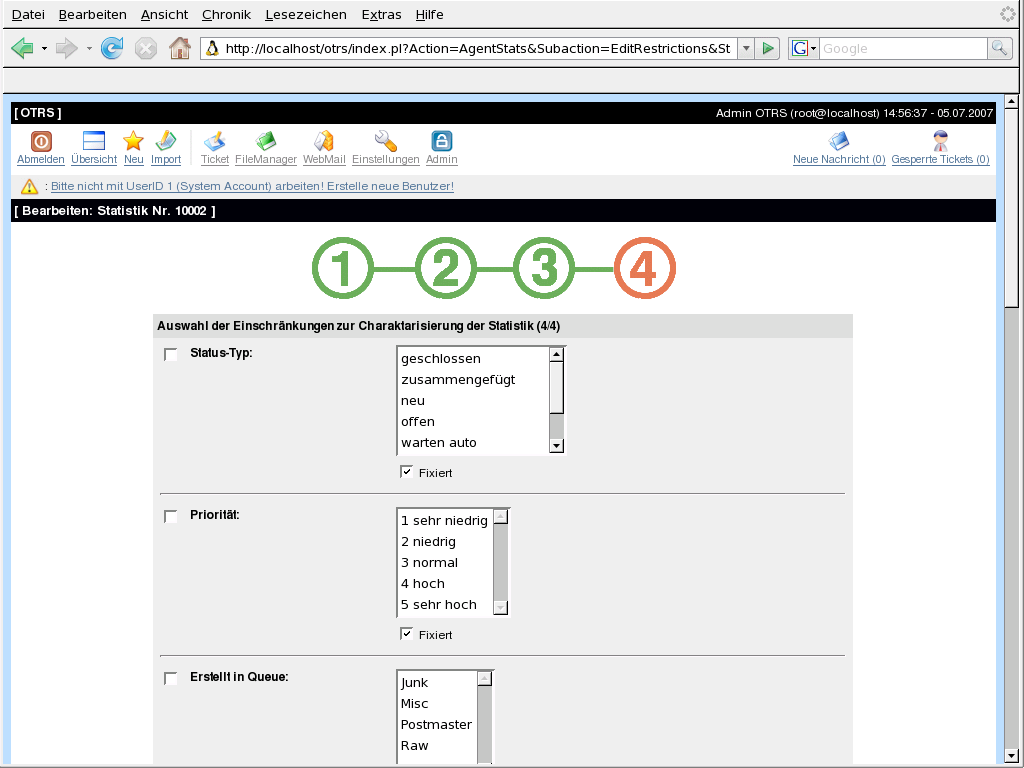 Datei Bearbeiten Ansicht Chronik Lesezeichen Extras Hilfe
http://localhost/otrs/index.pl?Action=AgentStats&Subaction=EditRestrictions&St G Google
[ OTRS ] Admin OTRS (root@localhost) 14:56:37 - 05.07.2007
Abmelden Übersicht Neu Import Ticket FileManager WebMail Einstellungen Admin Neue Nachricht (0) Gesperrte Tickets (0)
: Bitte nicht mit UserID 1 (System Account) arbeiten! Erstelle neue Benutzer!
[ Bearbeiten: Statistik Nr. 10002 ]
1 2 3 4
Auswahl der Einschränkungen zur Charaktarisierung der Statistik (4/4)
Status-Typ:
geschlossen
zusammengefügt
neu
offen
warten auto
Fixiert
Priorität:
1 sehr niedrig
2 niedrig
3 normal
4 hoch
5 sehr hoch
Fixiert
Erstellt in Queue:
Junk
Misc
Postmaster
Raw